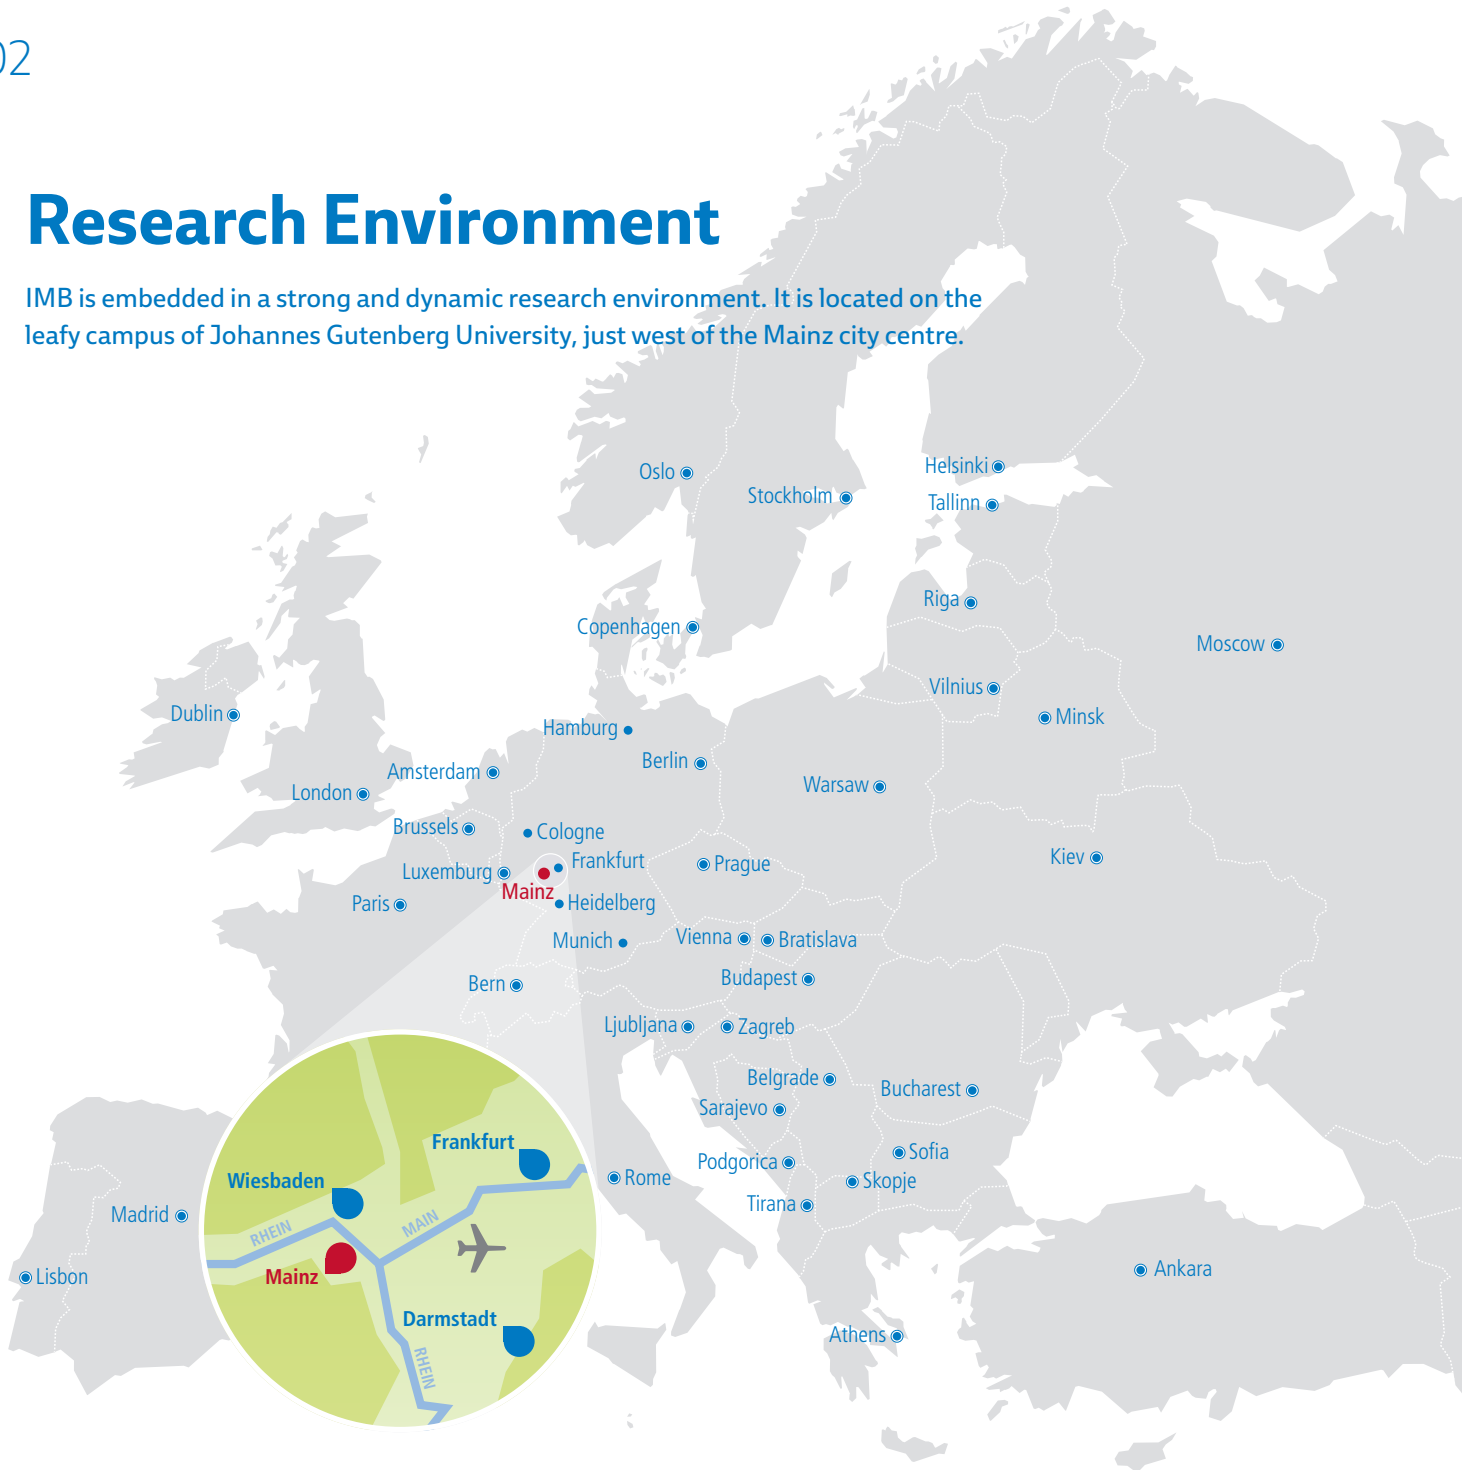 02
Research Environment
IMB is embedded in a strong and dynamic research environment. It is located on the
leafy campus of Johannes Gutenberg University, just west of the Mainz city centre.
Oslo
Helsinki
Stockholm
Tallinn
Riga
Copenhagen
Moscow
Vilnius
Dublin
Minsk
Hamburg
Berlin
Amsterdam
Warsaw
London
Brussels
Cologne
Kiev
Frankfurt
Prague
Luxemburg
Mainz
Paris
Heidelberg
Munich
Vienna
Bratislava
Budapest
Bern
Ljubljana
Zagreb
Belgrade
Bucharest
Sarajevo
Sofia
Podgorica
Skopje
Rome
Tirana
Madrid
Lisbon
Ankara
Athens
Frankfurt
Wiesbaden
MAIN
RHEIN
Mainz
Darmstadt
RHEIN